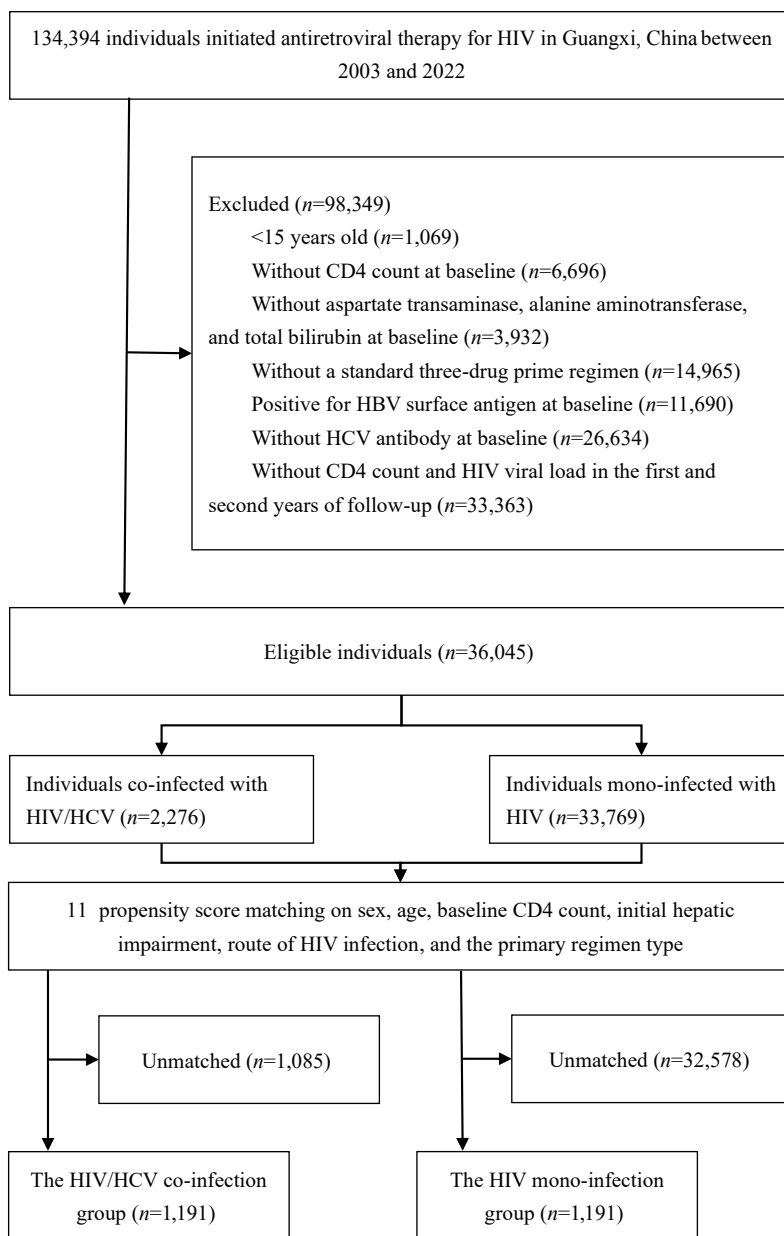 134,394 individuals initiated antiretroviral therapy for HIV in Guangxi, China between
2003 and 2022
Excluded (n=98,349)
<15 years old (n=1,069)
Without CD4 count at baseline (n=6,696)
Without aspartate transaminase, alanine aminotransferase,
and total bilirubin at baseline (n=3,932)
Without a standard three-drug prime regimen (n=14,965)
Positive for HBV surface antigen at baseline (n=11,690)
Without HCV antibody at baseline (n=26,634)
Without CD4 count and HIV viral load in the first and
second years of follow-up (n=33,363)
Eligible individuals (n=36,045)
Individuals co-infected with
HIV/HCV (n=2,276)
Individuals mono-infected with
HIV (n=33,769)
11 propensity score matching on sex, age, baseline CD4 count, initial hepatic
impairment, route of HIV infection, and the primary regimen type
Unmatched (n=1,085)
Unmatched (n=32,578)
The HIV/HCV co-infection
group (n=1,191)
The HIV mono-infection
group (n=1,191)